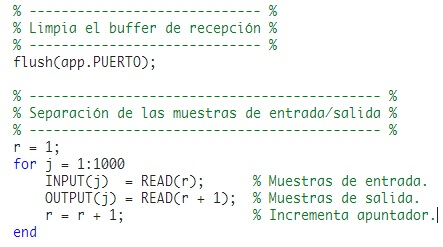 % ------------------------------- %
% Limpia el buffer de recepción %
% ------------------------------- %
flush(app.PUERTO);
% ----------------------------------------------- %
% Separación de las muestras de entrada/salida %
% ----------------------------------------------- %
r = 1;
for j = 1:1000
INPUT(j) = READ(r); % Muestras de entrada.
OUTPUT(j) = READ(r + 1); % Muestras de salida.
r = r + 1; % Incrementa apuntador.
end